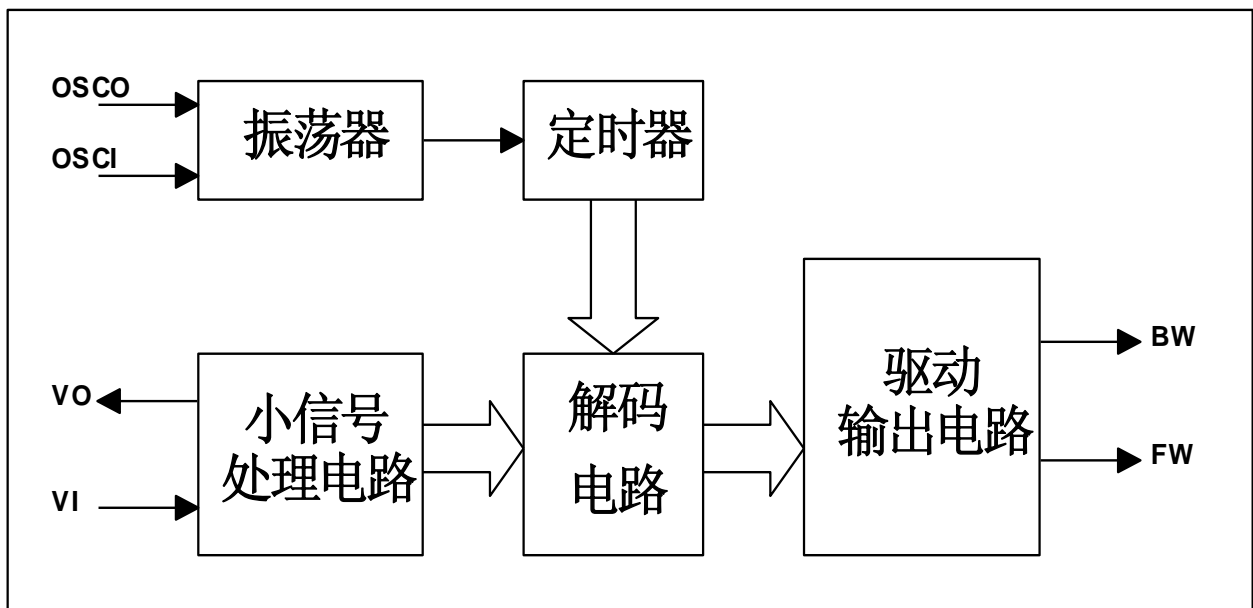 OSCO
OSCI
振荡器
定时器
VO
VI
小信号
处理电路
解码
电路
驱动
输出电路
BW
FW